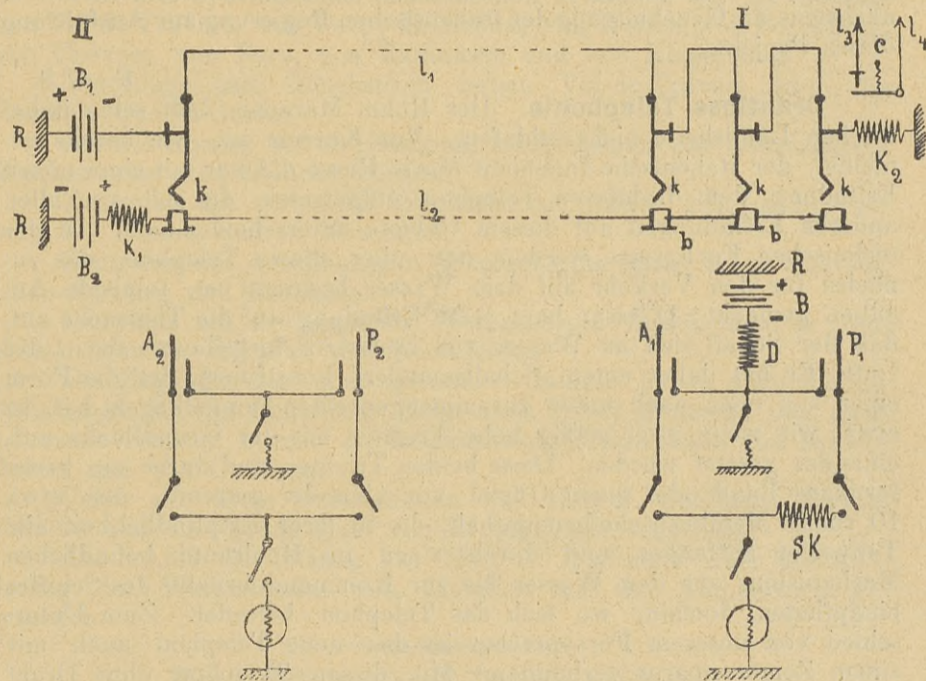 II I
l₃ c l₄
B₁ l₁
+ -
R K₂
- + k k k k
R l₂
K₁ b b
B₂
R
+
B
-
A₂ P₂ A₁ D P₁
SK